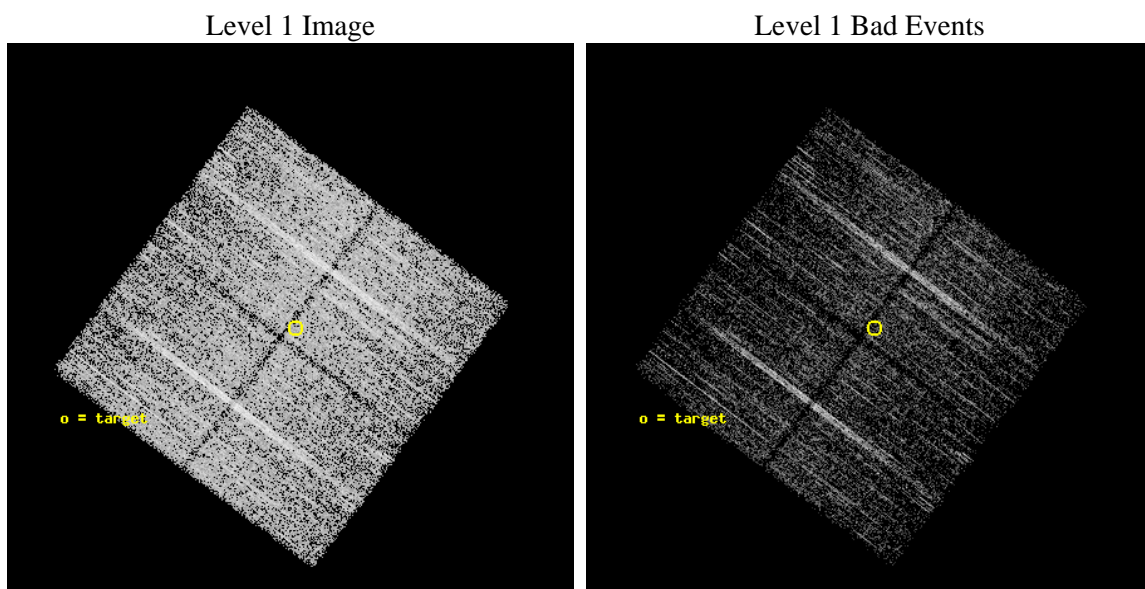 Level 1 Image
Level 1 Bad Events
o = target
o = target